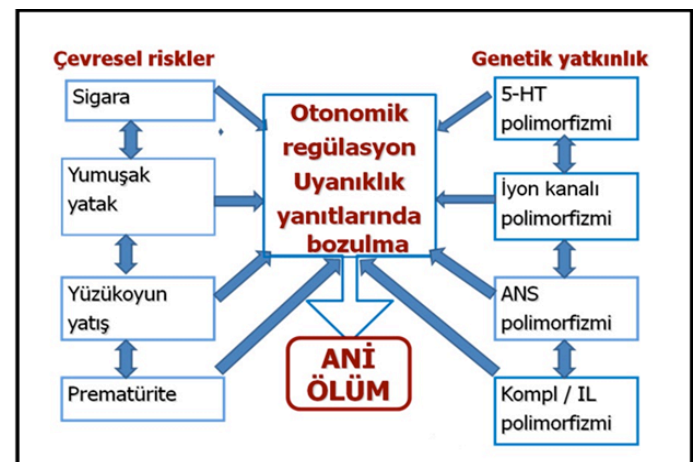 Çevresel riskler
Sigara
Yumuşak
yatak
Yüzükoyun
yatış
Prematürite
Otonomik
regülasyon
Uyanıklık
yanıtlarında
bozulma
ANİ
ÖLÜM
Genetik yatkınlık
5-HT
polimorfizmi
İyon kanalı
polimorfizmi
ANS
polimorfizmi
Kompl / IL
polimorfizmi